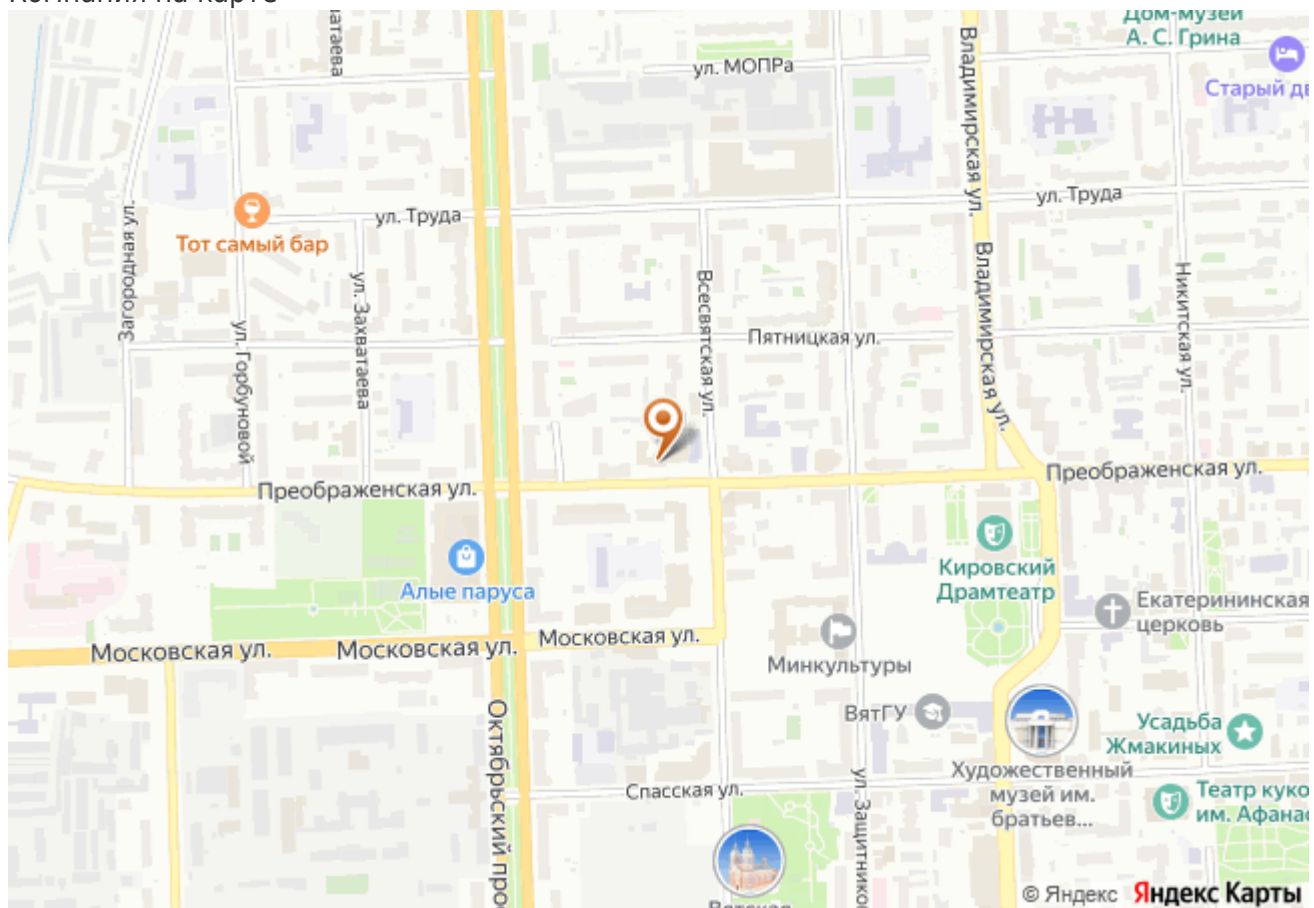 Компания на карте
Дом-музей
А. С. Грина
Старый дв
ул. МОПРа
Владимирская ул.
ул. Труда
ул. Труда
Тот самый бар
Загородная ул.
ул. Захватаева
ул. Горбуновой
Всесвятская ул.
Владимирская ул.
Никитская ул.
Пятницкая ул.
Преображенская ул.
Преображенская ул.
Алые паруса
Кировский
Драмтеатр
Екатерининская
церковь
Московская ул.
Московская ул.
Московская ул.
Минкультуры
ВятГУ
Октябрьский про
Усадьба
Жмакиных
Художественный
музей им.
братьев...
Спасская ул.
ул. Защитнико
Театр куко
им. Афанас
© Яндекс Яндекс Карты